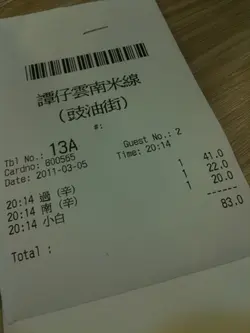 譚仔雲南米線
(豉油街)
#:
Tbl No.: 13A Guest No.: 2
Cardno: 800565 Time: 20:14
Date: 2011-03-05
20:14 過 (辛) 1 41.0
20:14 南 (辛) 1 22.0
20:14 小白 1 20.0
Total : 83.0